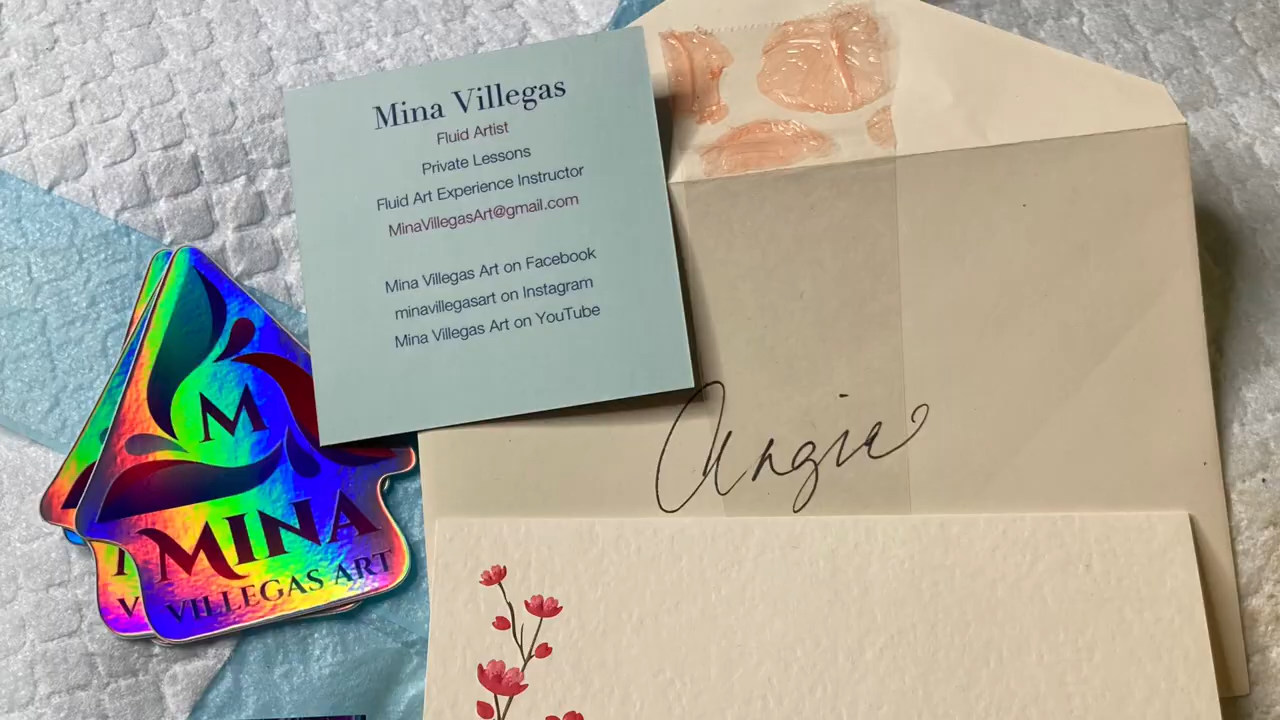 Mina Villegas
Fluid Artist
Private Lessons
Fluid Art Experience Instructor
MinaVillegasArt@gmail.com
Mina Villegas Art on Facebook
minavillegasart on Instagram
Mina Villegas Art on YouTube
M
MINA
VILLEGAS ART
M
V
Angie